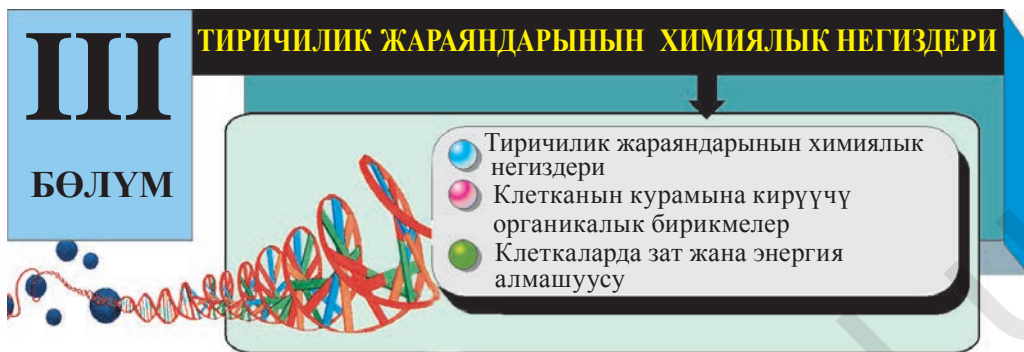 III
БӨЛҮМ
ТИРИЧИЛИК ЖАРАЯНДАРЫНЫН ХИМИЯЛЫК НЕГИЗДЕРИ
Тиричилик жараяндарынын химиялык
негиздери
Клетканын курамына кирүүчү
органикалык бирикмелер
Клеткаларда зат жана энергия
алмашуусу